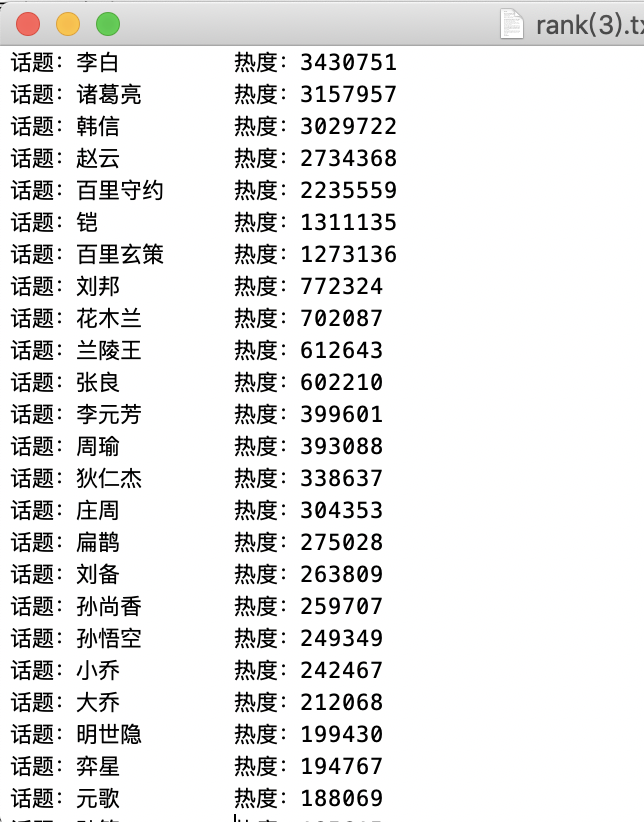 rank(3).tx
话题：李白 热度：3430751
话题：诸葛亮 热度：3157957
话题：韩信 热度：3029722
话题：赵云 热度：2734368
话题：百里守约 热度：2235559
话题：铠 热度：1311135
话题：百里玄策 热度：1273136
话题：刘邦 热度：772324
话题：花木兰 热度：702087
话题：兰陵王 热度：612643
话题：张良 热度：602210
话题：李元芳 热度：399601
话题：周瑜 热度：393088
话题：狄仁杰 热度：338637
话题：庄周 热度：304353
话题：扁鹊 热度：275028
话题：刘备 热度：263809
话题：孙尚香 热度：259707
话题：孙悟空 热度：249349
话题：小乔 热度：242467
话题：大乔 热度：212068
话题：明世隐 热度：199430
话题：弈星 热度：194767
话题：元歌 热度：188069